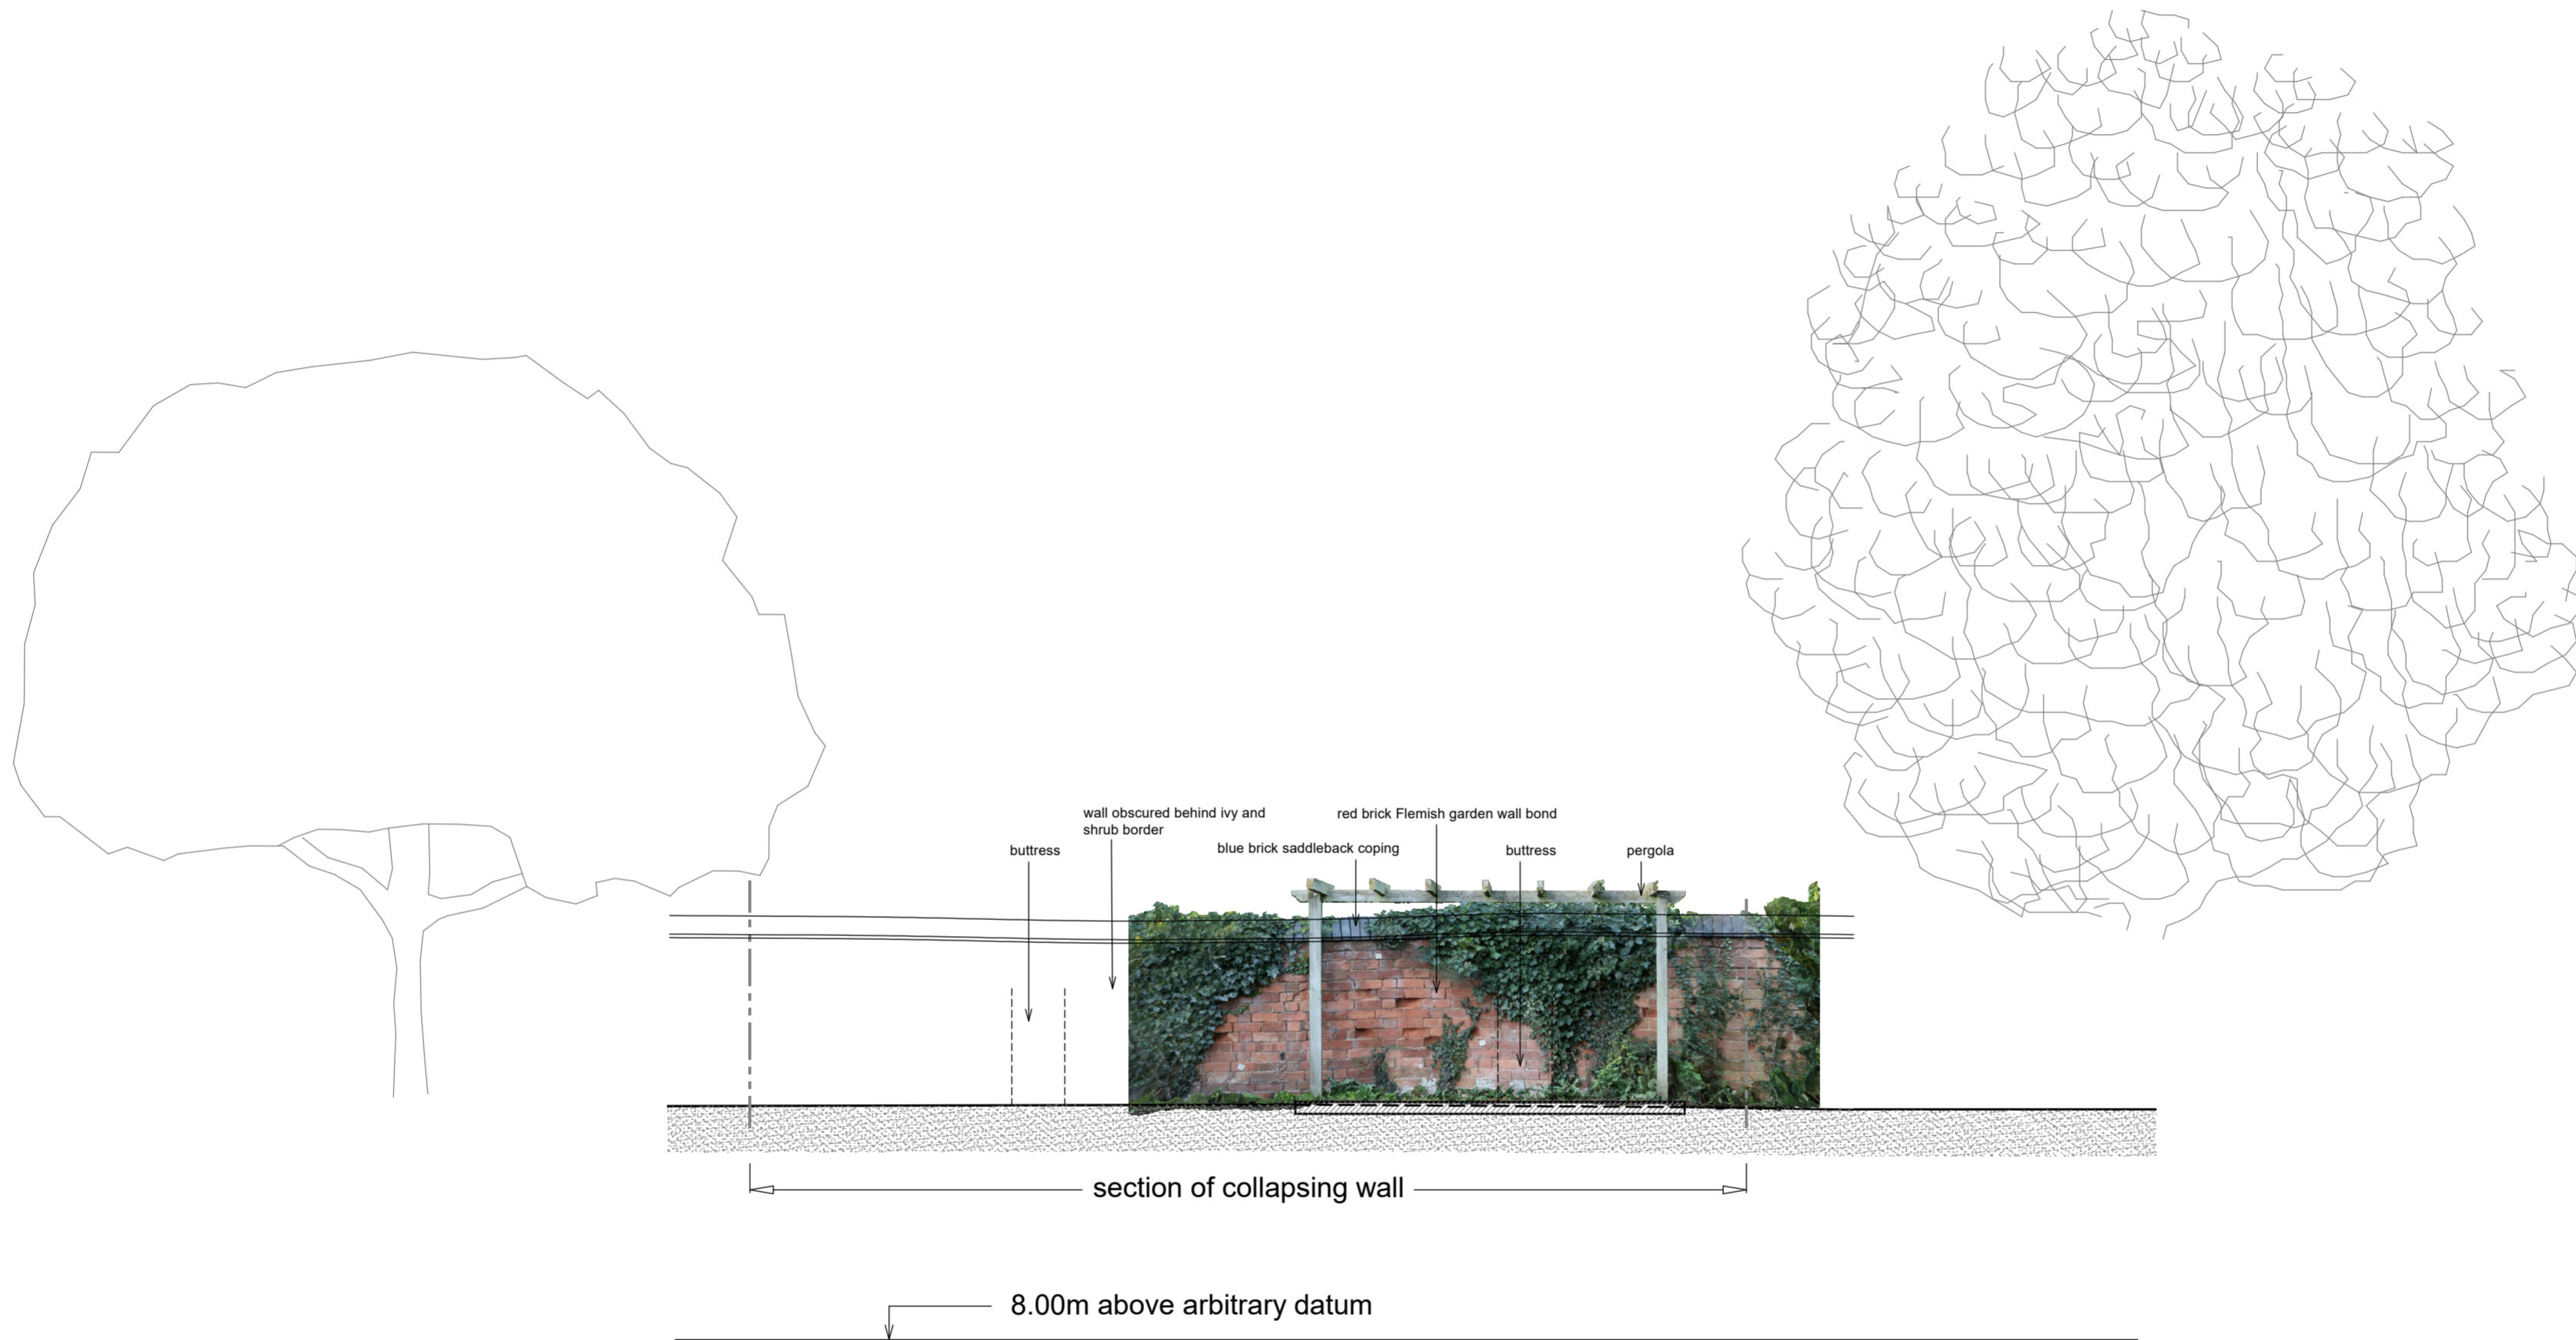 wall obscured behind ivy and
shrub border
red brick Flemish garden wall bond
buttress
blue brick saddleback coping
buttress
pergola
section of collapsing wall
8.00m above arbitrary datum